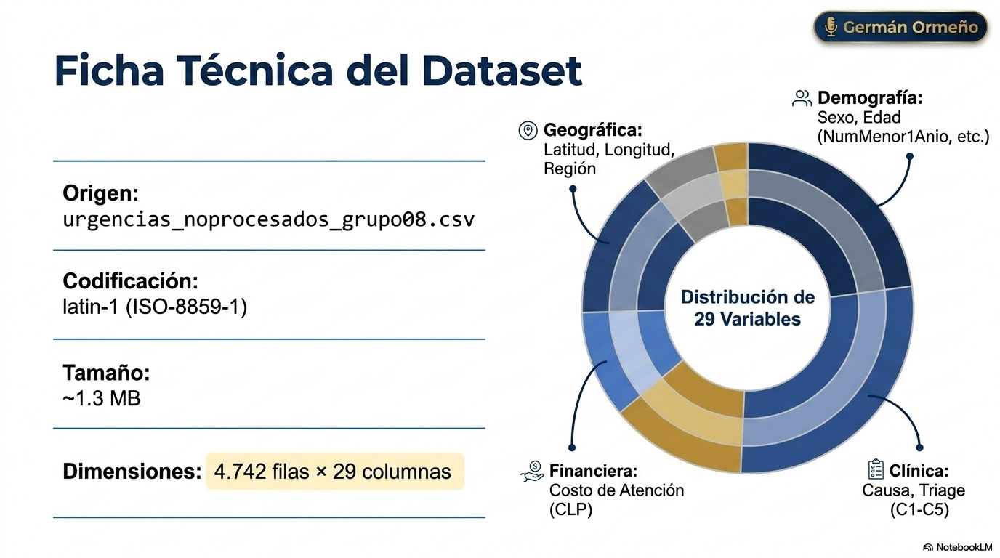 Germán Ormeño
Ficha Técnica del Dataset
Origen:
urgencias_noprocesados_grupo08.csv
Codificación:
latin-1 (ISO-8859-1)
Tamaño:
~1.3 MB
Dimensiones: 4.742 filas × 29 columnas
Geográfica:
Latitud, Longitud,
Región
Demografía:
Sexo, Edad
(NumMenor1Anio, etc.)
Distribución de
29 Variables
Financiera:
Costo de Atención
(CLP)
Clínica:
Causa, Triage
(C1-C5)
NotebookLM